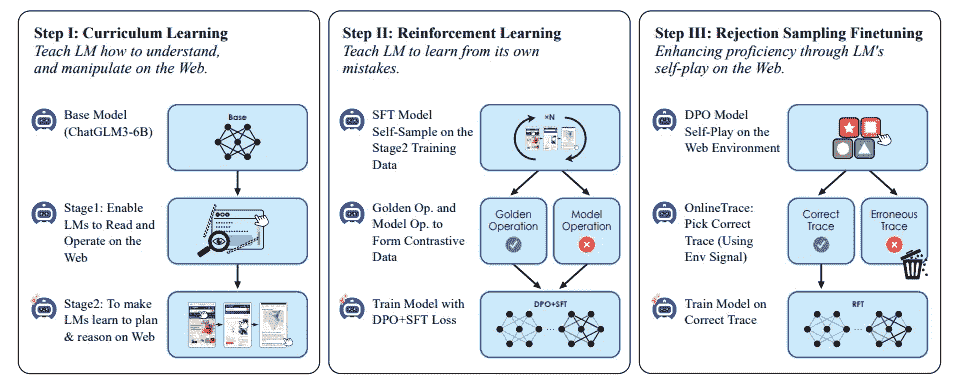 Step I: Curriculum Learning
Teach LM how to understand,
and manipulate on the Web.
Base Model
(ChatGLM3-6B)
Base
Stage1: Enable
LMs to Read and
Operate on the
Web
Stage2: To make
LMs learn to plan
& reason on Web
Step II: Reinforcement Learning
Teach LM to learn from its own
mistakes.
SFT Model
Self-Sample on the
Stage2 Training
Data
×N
Golden Op. and
Model Op. to
Form Contrastive
Data
Golden
Operation
Model
Operation
Train Model with
DPO+SFT Loss
DPO+SFT
...
Step III: Rejection Sampling Finetuning
Enhancing proficiency through LM's
self-play on the Web.
DPO Model
Self-Play on the
Web Environment
OnlineTrace:
Pick Correct
Trace (Using
Env Signal)
Correct
Trace
Erroneous
Trace
Train Model on
Correct Trace
RFT
...